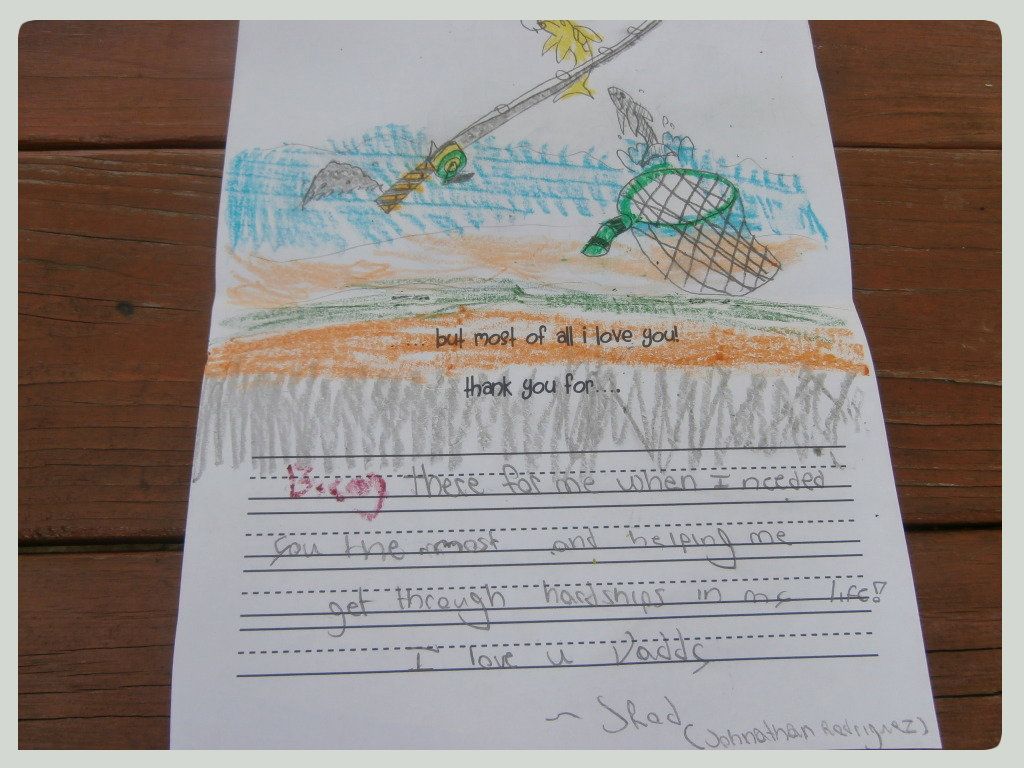 ..... but most of all i love you!
thank you for....
Being there for me when I needed
you the most and helping me
get through hardships in my life!
I love u Daddy
~ Shad
(Johnathan Rodriguez)